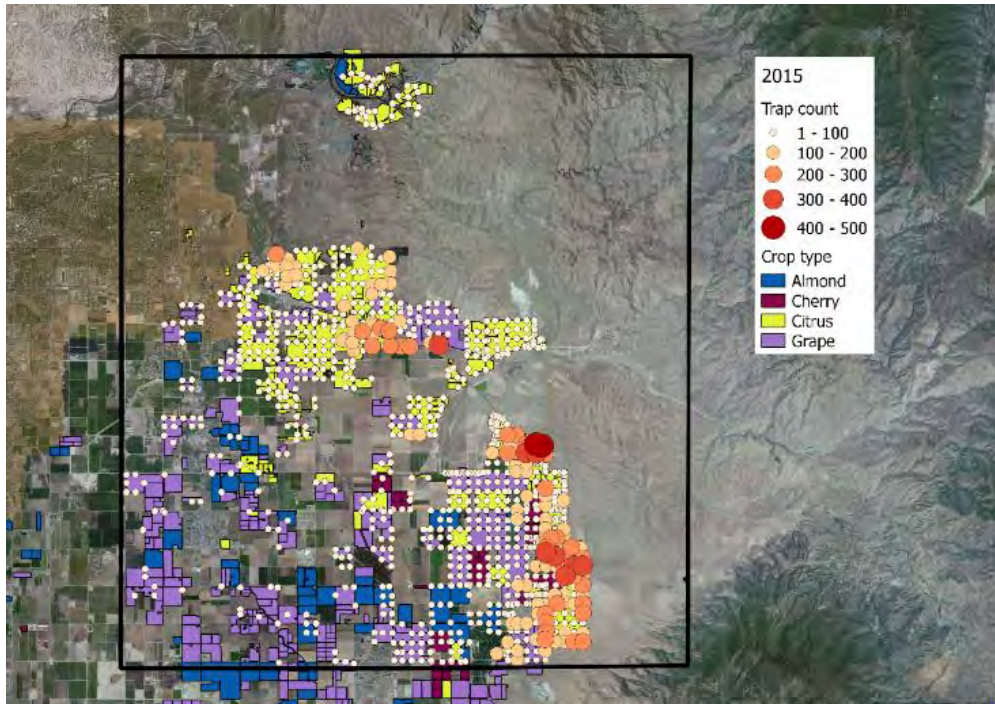 2015
Trap count
1 - 100
100 - 200
200 - 300
300 - 400
400 - 500
Crop type
Almond
Cherry
Citrus
Grape